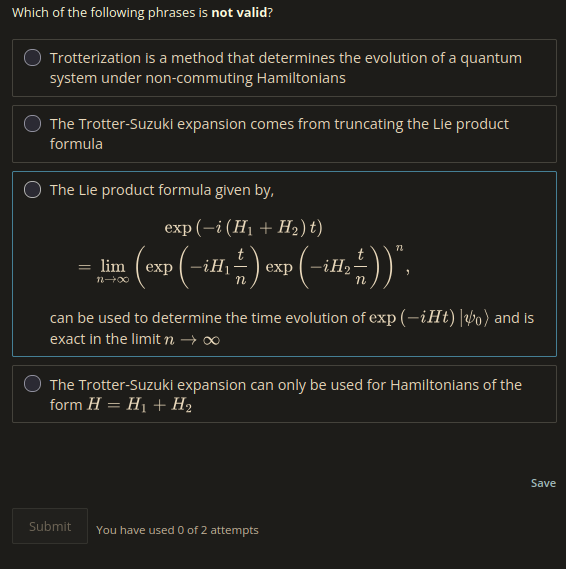 Which of the following phrases is not valid?
Trotterization is a method that determines the evolution of a quantum
system under non-commuting Hamiltonians
The Trotter-Suzuki expansion comes from truncating the Lie product
formula
The Lie product formula given by,
exp (−i (H₁ + H₂) t)
= lim_{n→∞} (exp (−iH₁ t/n) exp (−iH₂ t/n))ⁿ ,
can be used to determine the time evolution of exp (−iHt) |ψ₀⟩ and is
exact in the limit n → ∞
The Trotter-Suzuki expansion can only be used for Hamiltonians of the
form H = H₁ + H₂
Save
Submit You have used 0 of 2 attempts